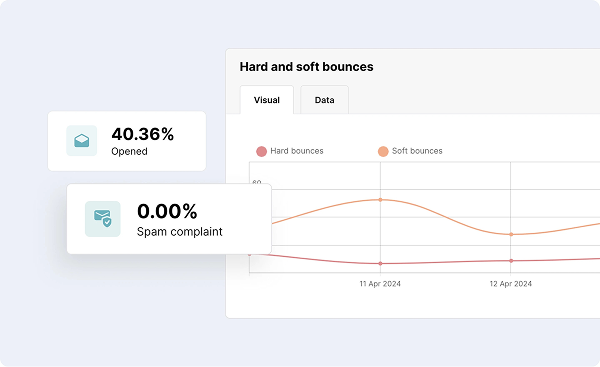 Hard and soft bounces
Visual
Data
40.36%
Opened
Hard bounces
Soft bounces
60
0.00%
Spam complaint
11 Apr 2024
12 Apr 2024